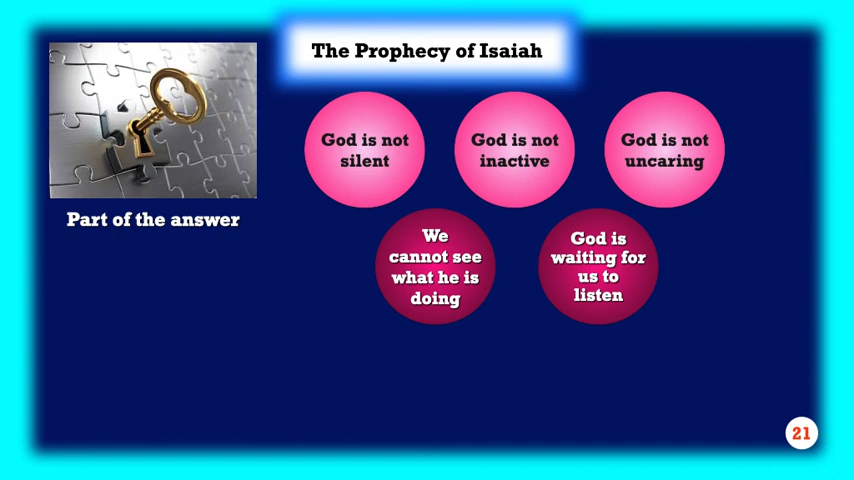 The Prophecy of Isaiah
God is not
silent
God is not
inactive
God is not
uncaring
Part of the answer
We
cannot see
what he is
doing
God is
waiting for
us to
listen
21